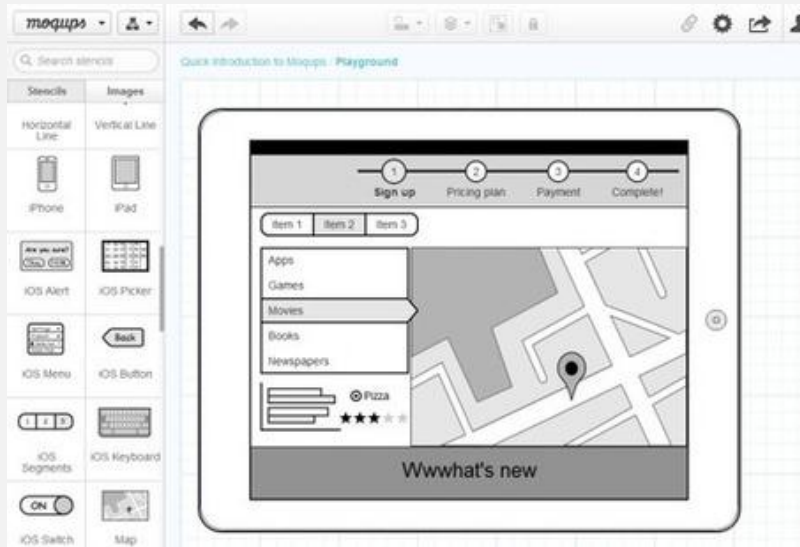 moqups
Search stencils
Quick Introduction to Moqups : Playground
Stencils
Images
Horizontal
Line
Vertical Line
iPhone
iPad
Are you sure?
iOS Alert
iOS Picker
iOS Menu
Back
iOS Button
1 2 3
iOS
Segments
iOS Keyboard
ON
iOS Switch
Map
1 2 3 4
Sign up Pricing plan Payment Complete!
Item 1 Item 2 Item 3
Apps
Games
Movies
Books
Newspapers
Pizza
Wwwhat's new